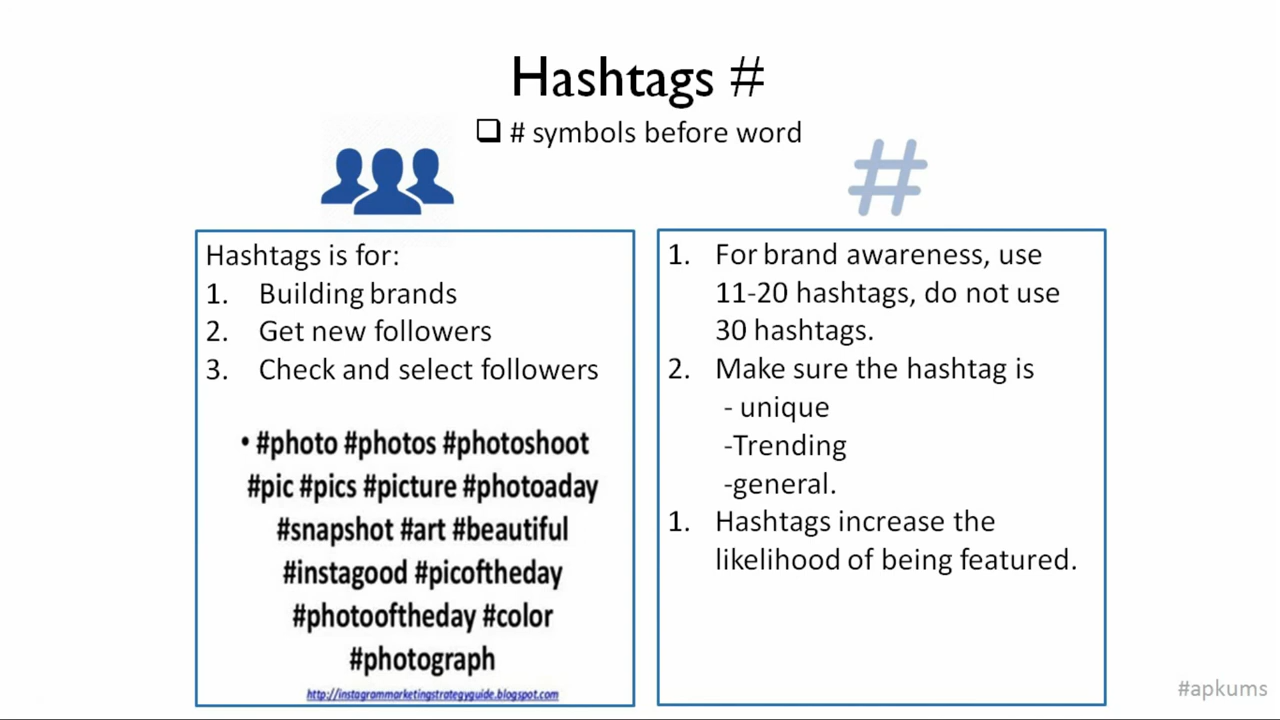 Hashtags #
❑ # symbols before word
Hashtags is for:
1. Building brands
2. Get new followers
3. Check and select followers
• #photo #photos #photoshoot
#pic #pics #picture #photoaday
#snapshot #art #beautiful
#instagood #picoftheday
#photooftheday #color
#photograph
http://instagrammarketingstrategyguide.blogspot.com
#
1. For brand awareness, use
11-20 hashtags, do not use
30 hashtags.
2. Make sure the hashtag is
- unique
-Trending
-general.
1. Hashtags increase the
likelihood of being featured.
#apkums